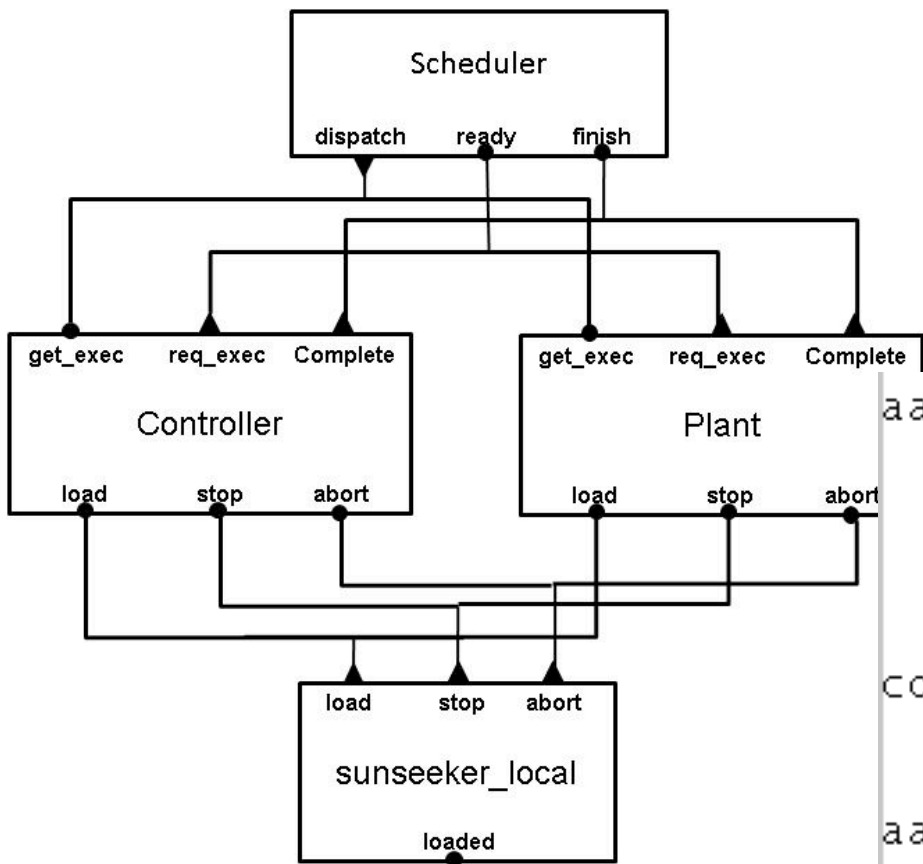 Scheduler
dispatch ready finish
get_exec req_exec Complete
get_exec req_exec Complete
Controller
Plant
load stop abort
load stop abort
load stop abort
sunseeker_local
loaded